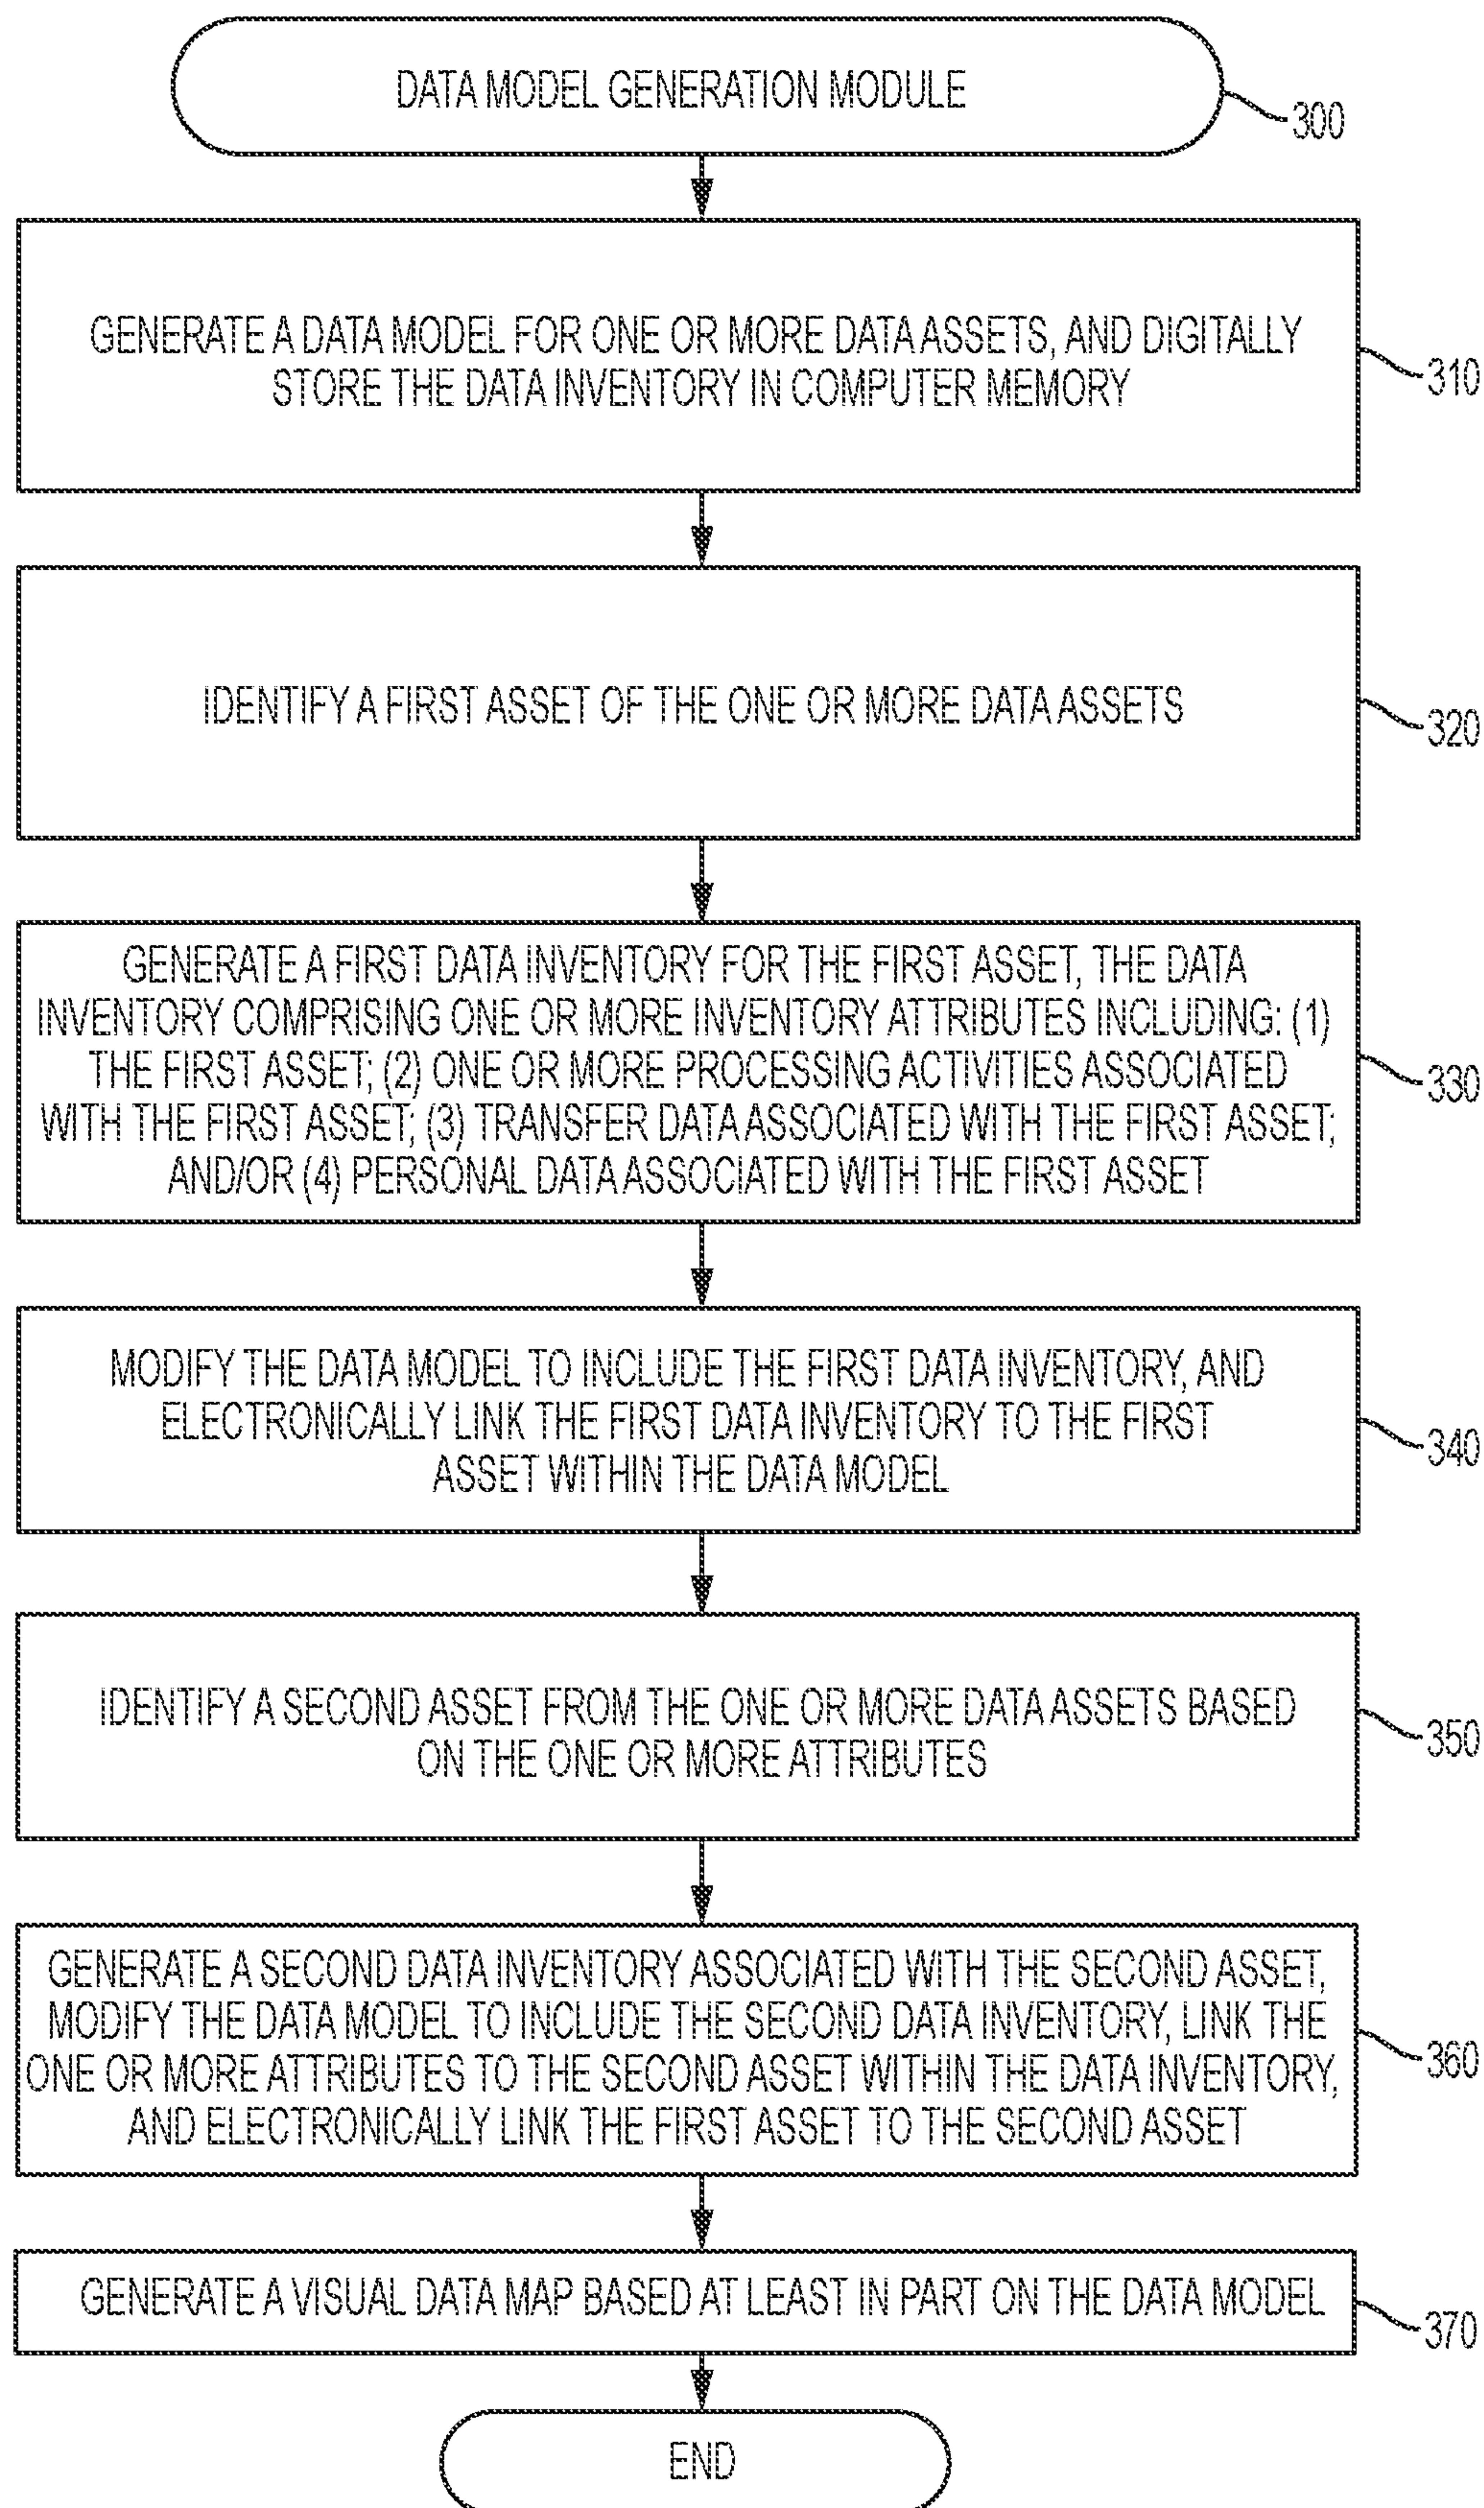 DATA MODEL GENERATION MODULE
300
GENERATE A DATA MODEL FOR ONE OR MORE DATA ASSETS, AND DIGITALLY
STORE THE DATA INVENTORY IN COMPUTER MEMORY
310
IDENTIFY A FIRST ASSET OF THE ONE OR MORE DATA ASSETS
320
GENERATE A FIRST DATA INVENTORY FOR THE FIRST ASSET, THE DATA
INVENTORY COMPRISING ONE OR MORE INVENTORY ATTRIBUTES INCLUDING: (1)
THE FIRST ASSET; (2) ONE OR MORE PROCESSING ACTIVITIES ASSOCIATED
WITH THE FIRST ASSET; (3) TRANSFER DATA ASSOCIATED WITH THE FIRST ASSET;
AND/OR (4) PERSONAL DATA ASSOCIATED WITH THE FIRST ASSET
330
MODIFY THE DATA MODEL TO INCLUDE THE FIRST DATA INVENTORY, AND
ELECTRONICALLY LINK THE FIRST DATA INVENTORY TO THE FIRST
ASSET WITHIN THE DATA MODEL
340
IDENTIFY A SECOND ASSET FROM THE ONE OR MORE DATA ASSETS BASED
ON THE ONE OR MORE ATTRIBUTES
350
GENERATE A SECOND DATA INVENTORY ASSOCIATED WITH THE SECOND ASSET,
MODIFY THE DATA MODEL TO INCLUDE THE SECOND DATA INVENTORY, LINK THE
ONE OR MORE ATTRIBUTES TO THE SECOND ASSET WITHIN THE DATA INVENTORY,
AND ELECTRONICALLY LINK THE FIRST ASSET TO THE SECOND ASSET
360
GENERATE A VISUAL DATA MAP BASED AT LEAST IN PART ON THE DATA MODEL
370
END